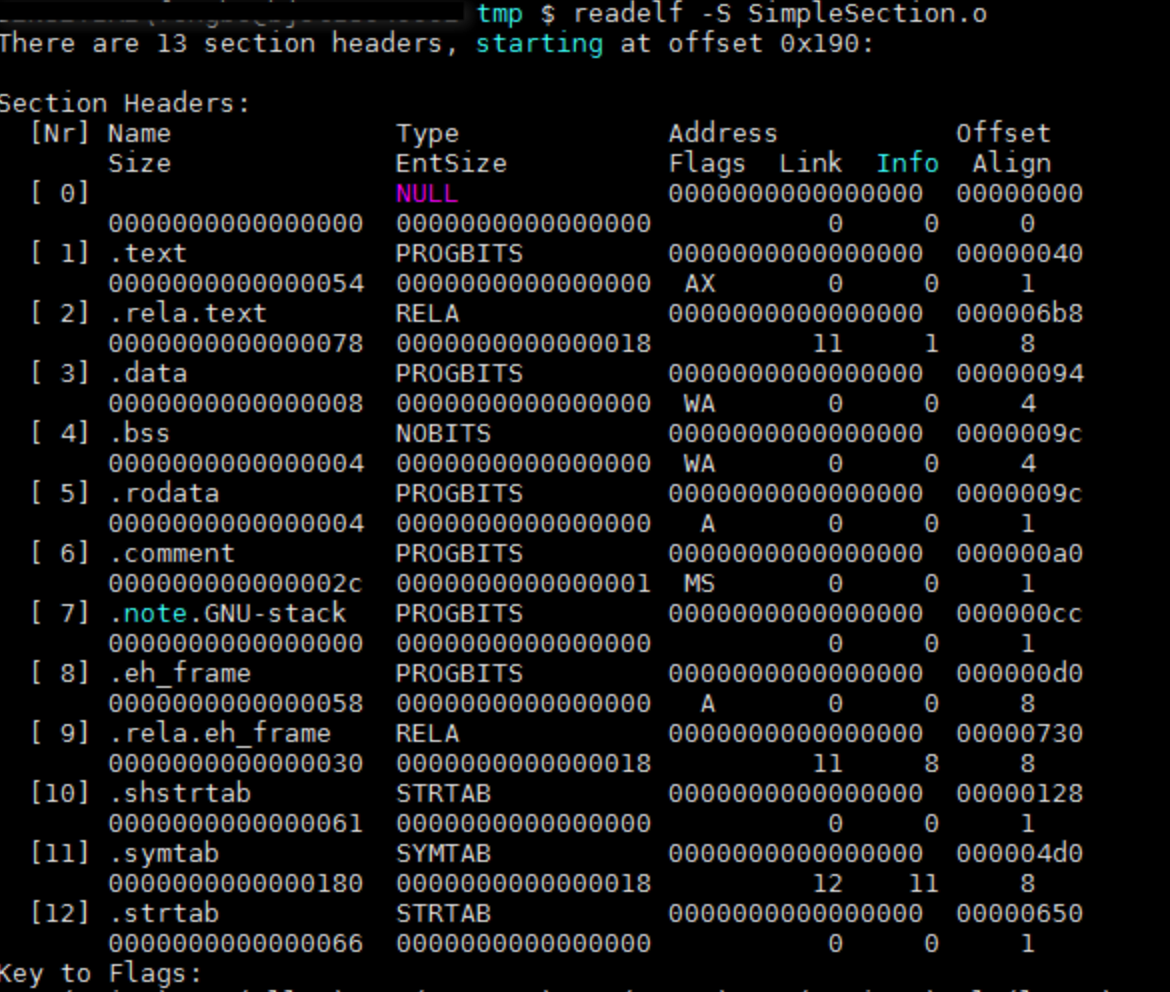 tmp $ readelf -S SimpleSection.o
There are 13 section headers, starting at offset 0x190:
Section Headers:
[Nr] Name Type Address Offset
Size EntSize Flags Link Info Align
[ 0] NULL 0000000000000000 00000000
0000000000000000 0000000000000000 0 0 0
[ 1] .text PROGBITS 0000000000000000 00000040
0000000000000054 0000000000000000 AX 0 0 1
[ 2] .rela.text RELA 0000000000000000 000006b8
0000000000000078 0000000000000018 11 1 8
[ 3] .data PROGBITS 0000000000000000 00000094
0000000000000008 0000000000000000 WA 0 0 4
[ 4] .bss NOBITS 0000000000000000 0000009c
0000000000000004 0000000000000000 WA 0 0 4
[ 5] .rodata PROGBITS 0000000000000000 0000009c
0000000000000004 0000000000000000 A 0 0 1
[ 6] .comment PROGBITS 0000000000000000 000000a0
000000000000002c 0000000000000001 MS 0 0 1
[ 7] .note.GNU-stack PROGBITS 0000000000000000 000000cc
0000000000000000 0000000000000000 0 0 1
[ 8] .eh_frame PROGBITS 0000000000000000 000000d0
0000000000000058 0000000000000000 A 0 0 8
[ 9] .rela.eh_frame RELA 0000000000000000 00000730
0000000000000030 0000000000000018 11 8 8
[10] .shstrtab STRTAB 0000000000000000 00000128
0000000000000061 0000000000000000 0 0 1
[11] .symtab SYMTAB 0000000000000000 000004d0
0000000000000180 0000000000000018 12 11 8
[12] .strtab STRTAB 0000000000000000 00000650
0000000000000066 0000000000000000 0 0 1
Key to Flags: